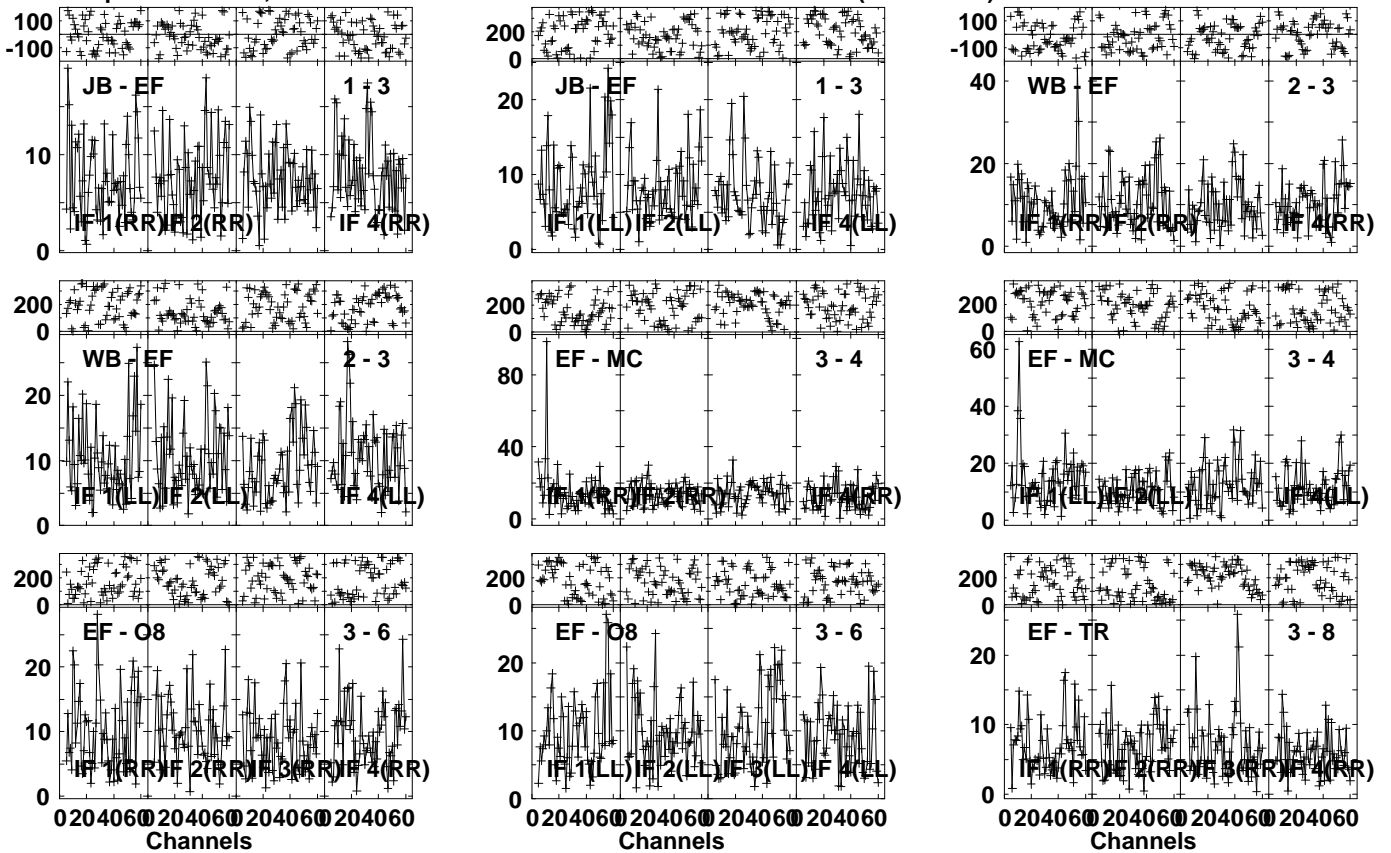 100
-100
JB - EF 1 - 3
10
0
IF 1(RR) IF 2(RR) IF 4(RR)
200
0
JB - EF 1 - 3
20
10
0
IF 1(LL) IF 2(LL) IF 4(LL)
100
-100
WB - EF 2 - 3
40
20
0
IF 1(RR) IF 2(RR) IF 4(RR)
200
0
WB - EF 2 - 3
20
10
0
IF 1(LL) IF 2(LL) IF 4(LL)
200
0
EF - MC 3 - 4
80
40
0
IF 1(RR) IF 2(RR) IF 4(RR)
200
0
EF - MC 3 - 4
60
40
20
0
IF 1(LL) IF 2(LL) IF 4(LL)
200
0
EF - O8 3 - 6
20
10
0
IF 1(RR) IF 2(RR) IF 3(RR) IF 4(RR)
0 20 40 60 0 20 40 60 0 20 40 60 0 20 40 60
Channels
200
0
EF - O8 3 - 6
20
10
0
IF 1(LL) IF 2(LL) IF 3(LL) IF 4(LL)
0 20 40 60 0 20 40 60 0 20 40 60 0 20 40 60
Channels
200
0
EF - TR 3 - 8
20
10
0
IF 1(RR) IF 2(RR) IF 3(RR) IF 4(RR)
0 20 40 60 0 20 40 60 0 20 40 60 0 20 40 60
Channels